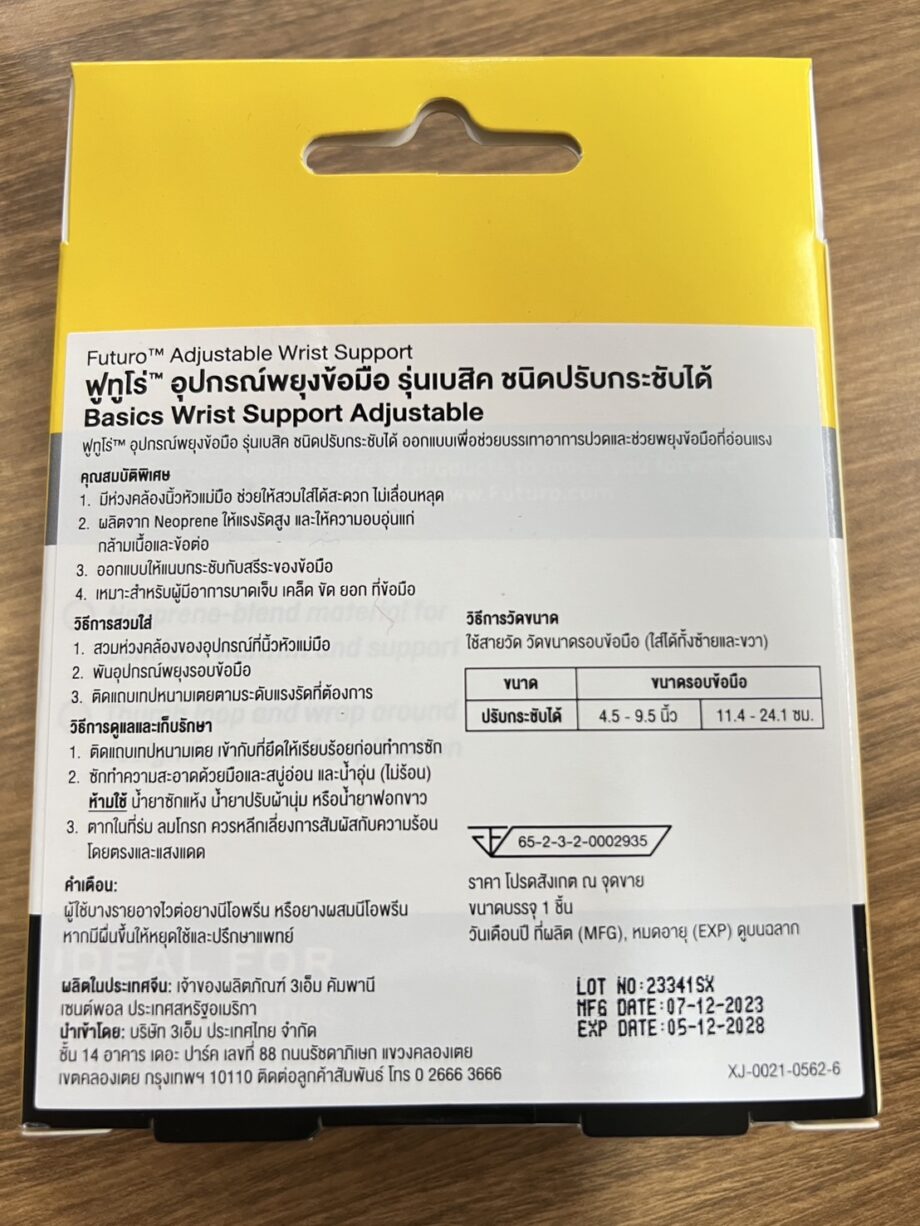 Futuro™ Adjustable Wrist Support
ฟูทูโร่™ อุปกรณ์พยุงข้อมือ รุ่นเบสิค ชนิดปรับกระชับได้
Basics Wrist Support Adjustable
ฟูทูโร่™ อุปกรณ์พยุงข้อมือ รุ่นเบสิค ชนิดปรับกระชับได้ ออกแบบเพื่อช่วยบรรเทาอาการปวดและช่วยพยุงข้อมือที่อ่อนแรง
คุณสมบัติพิเศษ
1. มีห่วงคล้องนิ้วหัวแม่มือ ช่วยให้สวมใส่ได้สะดวก ไม่เลื่อนหลุด
2. ผลิตจาก Neoprene ให้แรงรัดสูง และให้ความอบอุ่นแก่
กล้ามเนื้อและข้อต่อ
3. ออกแบบให้แนบกระชับกับสรีระของข้อมือ
4. เหมาะสำหรับผู้มีอาการบาดเจ็บ เคล็ด ขัด ยอก ที่ข้อมือ
วิธีการสวมใส่
1. สวมห่วงคล้องของอุปกรณ์ที่นิ้วหัวแม่มือ
2. พันอุปกรณ์พยุงรอบข้อมือ
3. ติดแถบเทปหนามเตยตามระดับแรงรัดที่ต้องการ
วิธีการดูแลและเก็บรักษา
1. ติดแถบเทปหนามเตย เข้ากับที่ยึดให้เรียบร้อยก่อนทำการซัก
2. ซักทำความสะอาดด้วยมือและสบู่อ่อน และน้ำอุ่น (ไม่ร้อน)
ห้ามใช้ น้ำยาซักแห้ง น้ำยาปรับผ้านุ่ม หรือน้ำยาฟอกขาว
3. ตากในที่ร่ม ลมโกรก ควรหลีกเลี่ยงการสัมผัสกับความร้อน
โดยตรงและแสงแดด
คำเตือน:
ผู้ใช้บางรายอาจไวต่อยางนีโอพรีน หรือยางผสมนีโอพรีน
หากมีผื่นขึ้นให้หยุดใช้และปรึกษาแพทย์
ผลิตในประเทศจีน: เจ้าของผลิตภัณฑ์ 3เอ็ม คัมพานี
เซนต์พอล ประเทศสหรัฐอเมริกา
นำเข้าโดย: บริษัท 3เอ็ม ประเทศไทย จำกัด
ชั้น 14 อาคาร เดอะ ปาร์ค เลขที่ 88 ถนนรัชดาภิเษก แขวงคลองเตย
เขตคลองเตย กรุงเทพฯ 10110 ติดต่อลูกค้าสัมพันธ์ โทร 0 2666 3666
วิธีการวัดขนาด
ใช้สายวัด วัดขนาดรอบข้อมือ (ใส่ได้ทั้งซ้ายและขวา)
ขนาด ขนาดรอบข้อมือ
ปรับกระชับได้ 4.5 - 9.5 นิ้ว 11.4 - 24.1 ซม.
65-2-3-2-0002935
ราคา โปรดสังเกต ณ จุดขาย
ขนาดบรรจุ 1 ชิ้น
วันเดือนปี ที่ผลิต (MFG), หมดอายุ (EXP) ดูบนฉลาก
LOT NO:23341SX
MFG DATE:07-12-2023
EXP DATE:05-12-2028
XJ-0021-0562-6